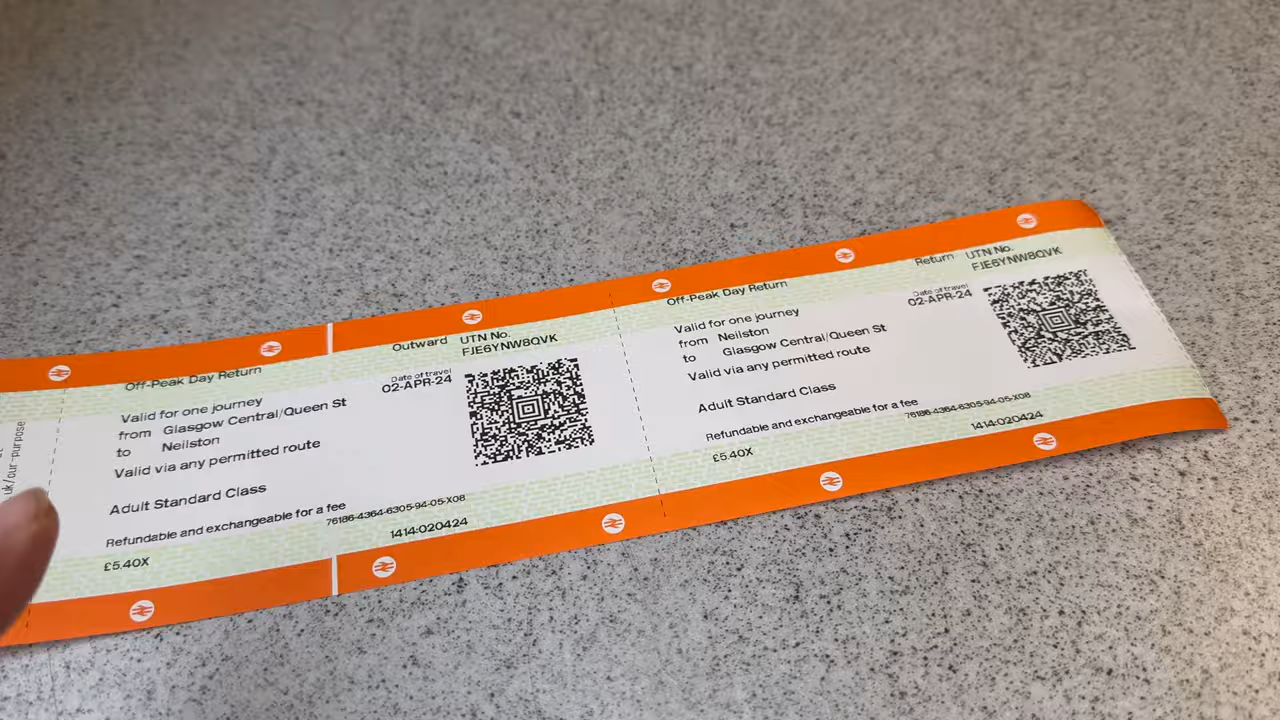 uk/our-purpose
Off-Peak Day Return
Outward
UTN No.
FJE6YNW8QVK
Valid for one journey
from Glasgow Central/Queen St
to Neilston
Date of travel
02-APR-24
Valid via any permitted route
Adult Standard Class
Refundable and exchangeable for a fee
76186-4364-6305-94-05-X08
£5.40X
1414:020424
Off-Peak Day Return
Return
UTN No.
FJE6YNW8QVK
Valid for one journey
from Neilston
to Glasgow Central/Queen St
Date of travel
02-APR-24
Valid via any permitted route
Adult Standard Class
Refundable and exchangeable for a fee
76186-4364-6305-94-05-X08
£5.40X
1414:020424